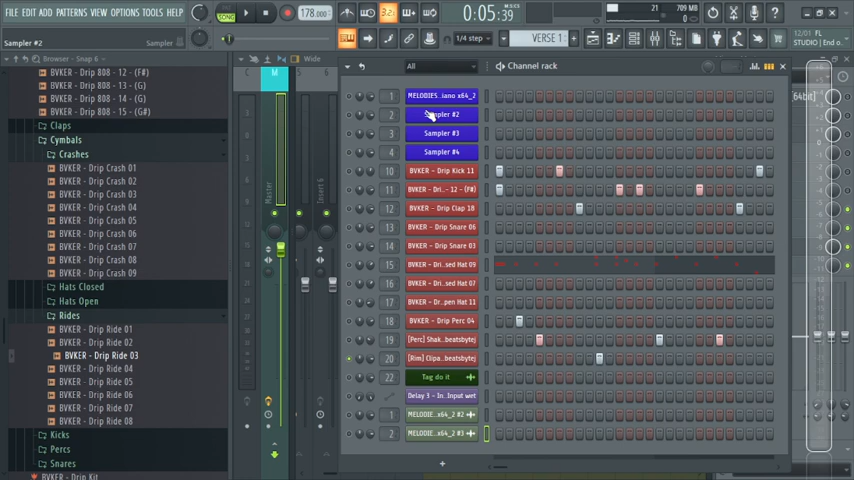 FILE EDIT ADD PATTERNS VIEW OPTIONS TOOLS HELP
SONG
178.000
3.2
0:05:39
21
709 MB
0
12/01 FL
STUDIO | End o
Sampler #2
Sampler
1/4 step
VERSE 1
Browser - Snap 6
BVKER - Drip 808 - 12 - (F#)
BVKER - Drip 808 - 13 - (G)
BVKER - Drip 808 - 14 - (G)
BVKER - Drip 808 - 15 - (G#)
Claps
Cymbals
Crashes
BVKER - Drip Crash 01
BVKER - Drip Crash 02
BVKER - Drip Crash 03
BVKER - Drip Crash 04
BVKER - Drip Crash 05
BVKER - Drip Crash 06
BVKER - Drip Crash 07
BVKER - Drip Crash 08
BVKER - Drip Crash 09
Hats Closed
Hats Open
Rides
BVKER - Drip Ride 01
BVKER - Drip Ride 02
BVKER - Drip Ride 03
BVKER - Drip Ride 04
BVKER - Drip Ride 05
BVKER - Drip Ride 06
BVKER - Drip Ride 07
BVKER - Drip Ride 08
Kicks
Percs
Snares
BVKER - Drip Kit
Wide
C M 5 6
Master
Insert 6
All
Channel rack
1 MELODIES..iano x64_2
2 Sampler #2
3 Sampler #3
4 Sampler #4
10 BVKER - Drip Kick 11
11 BVKER - Dri..- 12 - (F#)
12 BVKER - Drip Clap 18
13 BVKER - Drip Snare 06
14 BVKER - Drip Snare 03
15 BVKER - Dri..sed Hat 09
16 BVKER - Dri..sed Hat 07
17 BVKER - Dr..pen Hat 11
18 BVKER - Drip Perc 04
19 [Perc] Shak..beatsbytej
20 [Rim] Clipa..beatsbytej
22 Tag do it
Delay 3 - In...Input wet
1 MELODIE..x64_2 #2
2 MELODIE..x64_2 #3
64bit]